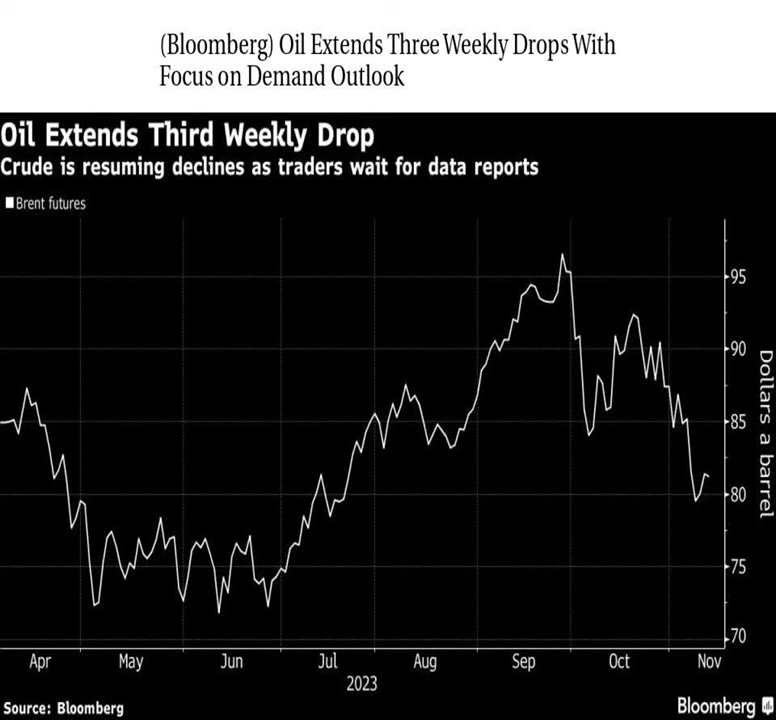 (Bloomberg) Oil Extends Three Weekly Drops With
Focus on Demand Outlook
Oil Extends Third Weekly Drop
Crude is resuming declines as traders wait for data reports
Brent futures
95
90
85
80
75
70
Dollars a barrel
Apr May Jun Jul Aug Sep Oct Nov
2023
Source: Bloomberg
Bloomberg